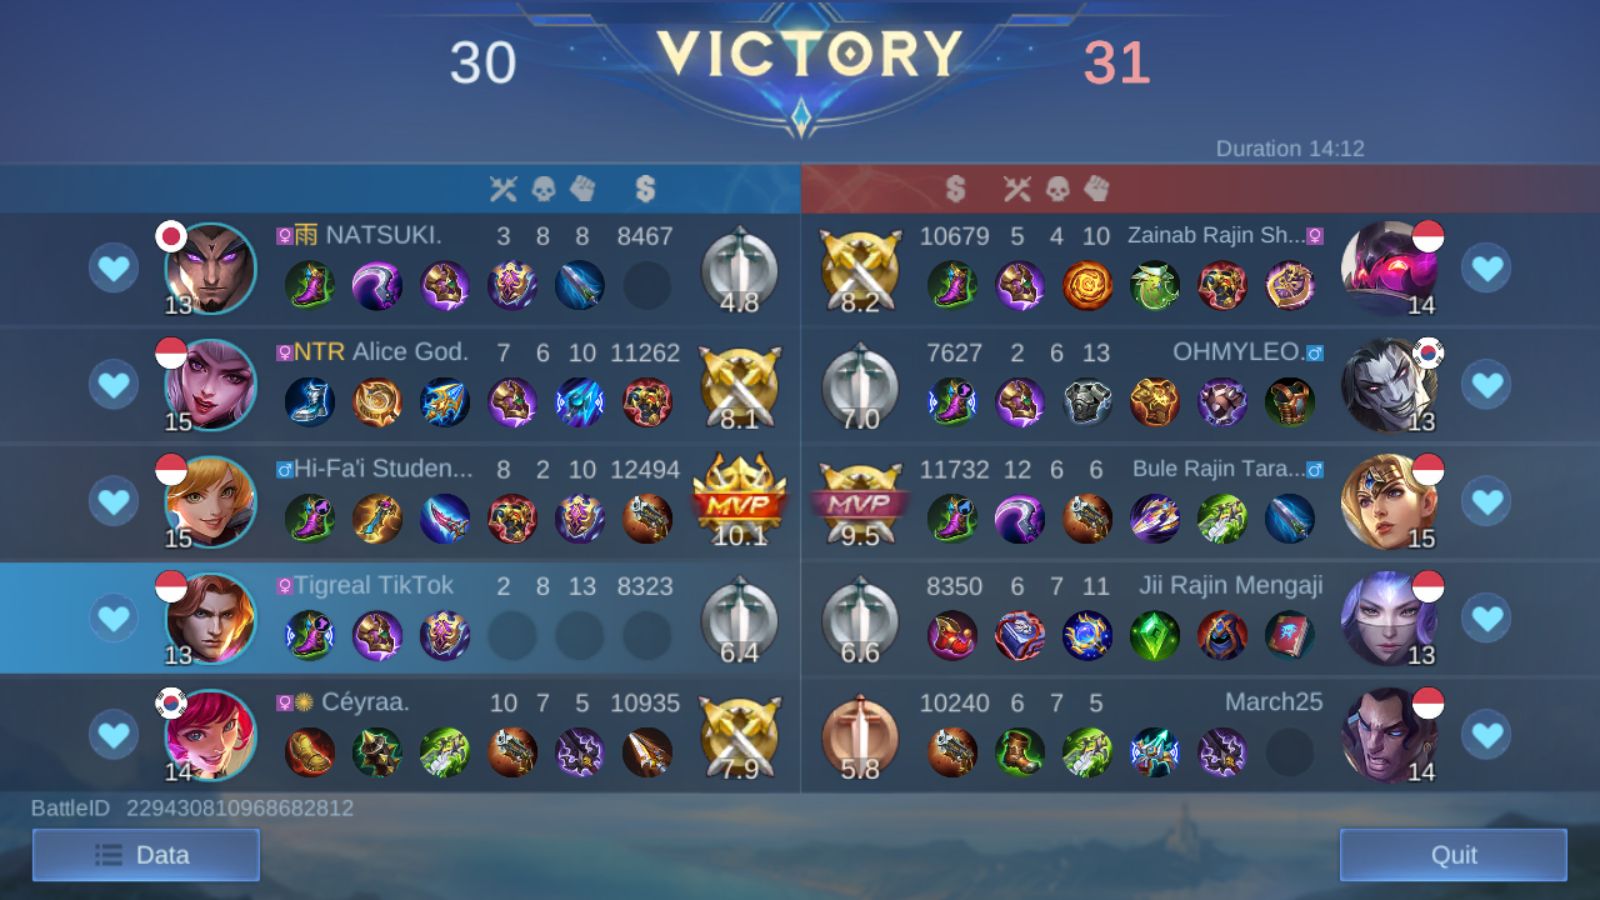 30 VICTORY 31
Duration 14:12
雨 NATSUKI. 3 8 8 8467
13 4.8
10679 5 4 10 Zainab Rajin Sh...
8.2 14
NTR Alice God. 7 6 10 11262
15 8.1
7627 2 6 13 OHMYLEO.
7.0 13
Hi-Fa'i Studen... 8 2 10 12494
15 MVP 10.1
11732 12 6 6 Bule Rajin Tara...
MVP 9.5 15
Tigreal TikTok 2 8 13 8323
13 6.4
8350 6 7 11 Jii Rajin Mengaji
6.6 13
Céyraa. 10 7 5 10935
14 7.9
10240 6 7 5 March25
5.8 14
BattleID 229430810968682812
Data
Quit